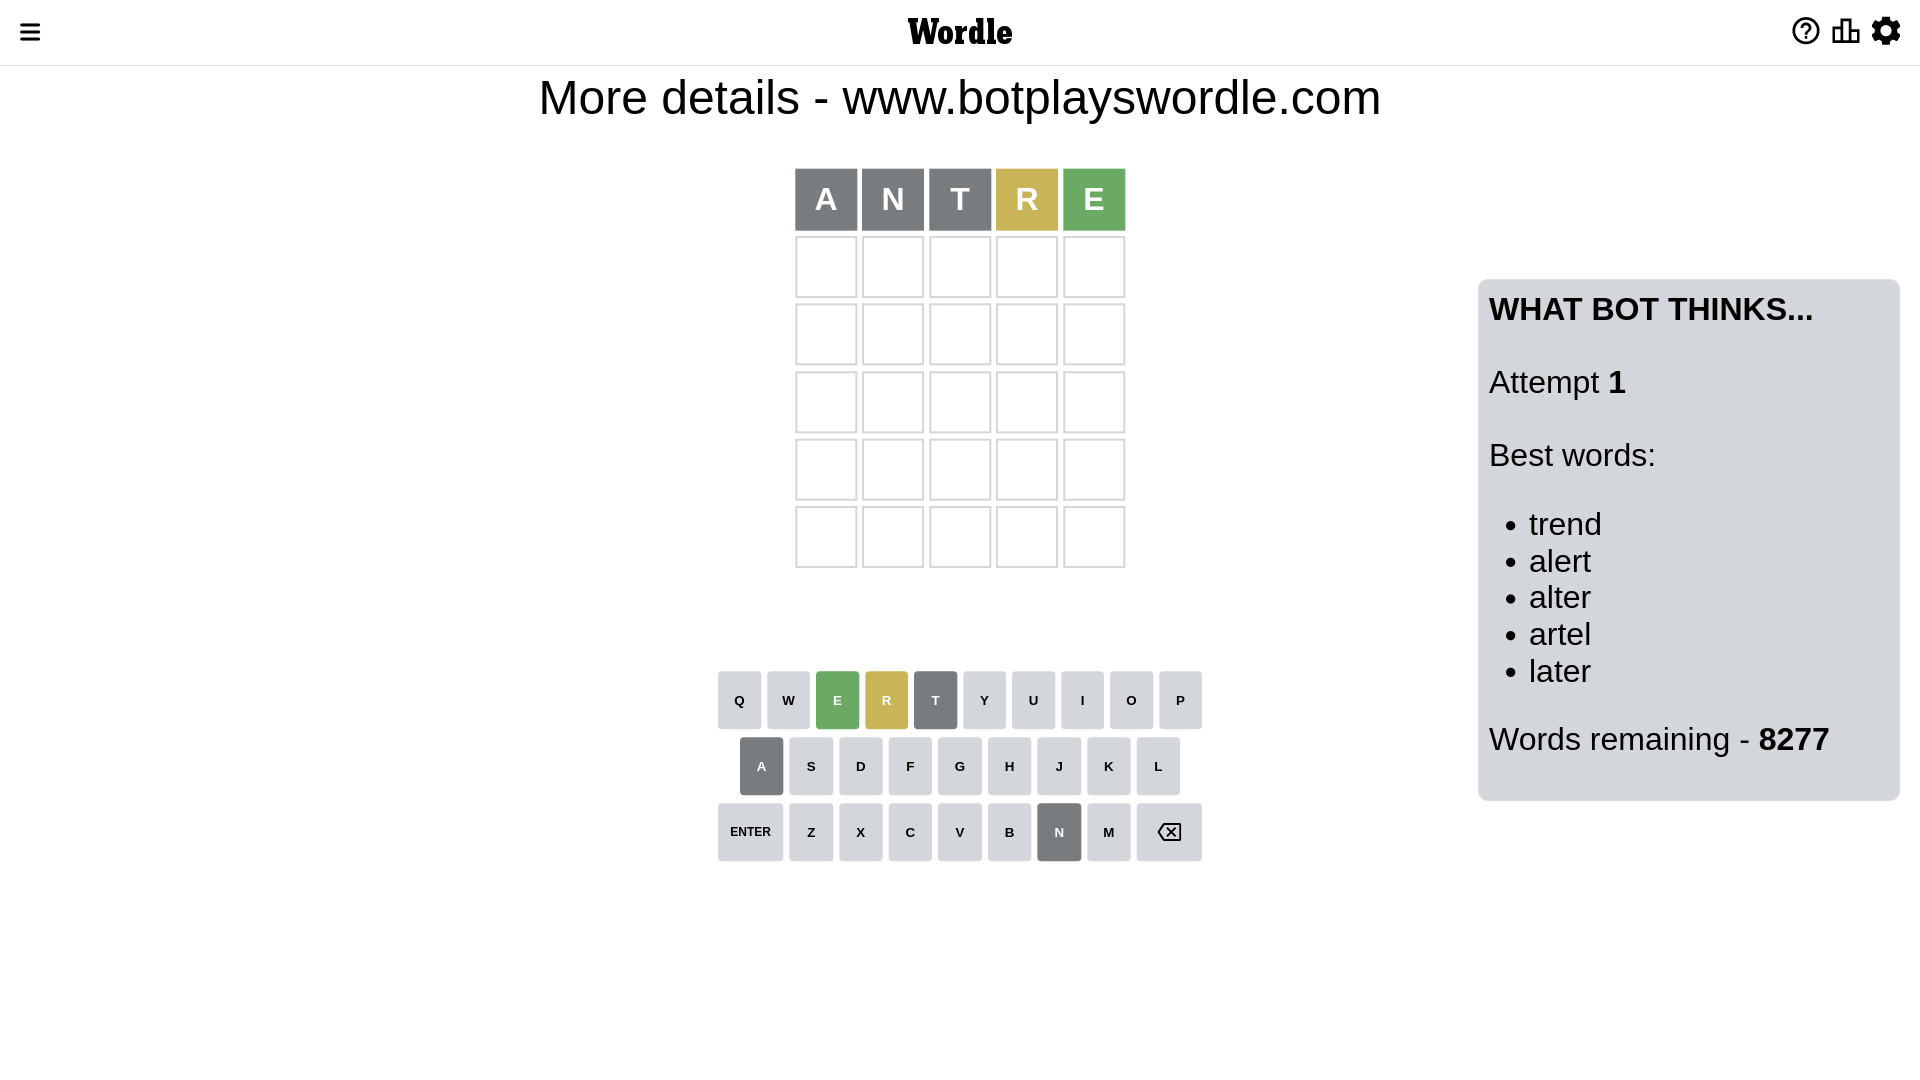 Wordle
More details - www.botplayswordle.com
A N T R E
WHAT BOT THINKS...
Attempt 1
Best words:
• trend
• alert
• alter
• artel
• later
Words remaining - 8277
Q W E R T Y U I O P
A S D F G H J K L
ENTER Z X C V B N M